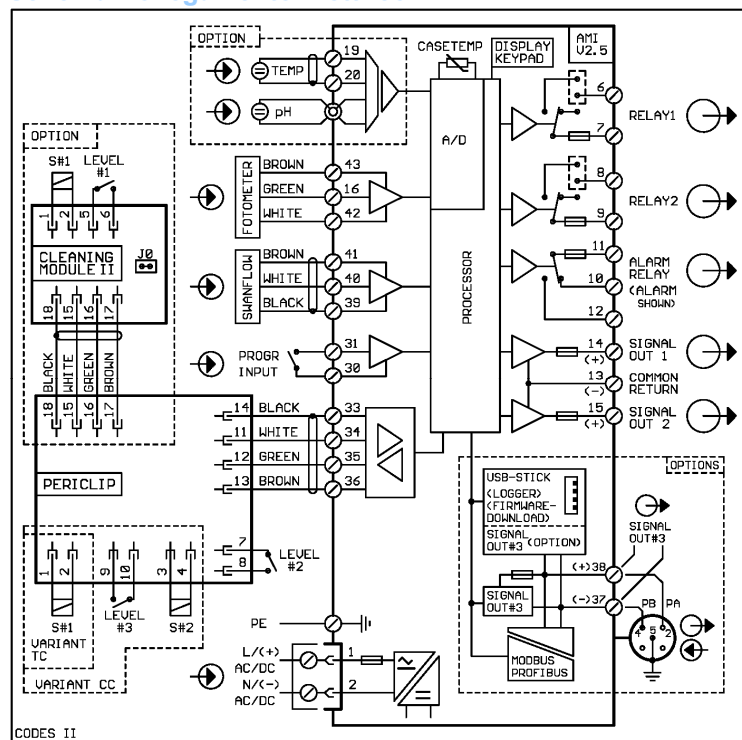 OPTION
19
TEMP
20
pH
CASETEMP
DISPLAY
KEYPAD
AMI
V2.5
A/D
PROCESSOR
6
RELAY1
7
8
RELAY2
9
11
ALARM
RELAY
10
(ALARM
SHOWN)
12
14
(+)
SIGNAL
OUT 1
13
(-)
COMMON
RETURN
15
(+)
SIGNAL
OUT 2
OPTION
S#1
LEVEL
#1
1
2
5
6
CLEANING
MODULE II
J0
18
15
16
17
BLACK
WHITE
GREEN
BROWN
18
15
16
17
FOTOMETER
BROWN
43
GREEN
16
WHITE
42
SWANFLOW
BROWN
41
WHITE
40
BLACK
39
PROGR
INPUT
31
30
PERICLIP
14
BLACK
33
11
WHITE
34
12
GREEN
35
13
BROWN
36
7
8
LEVEL
#2
1
2
9
10
3
4
S#1
LEVEL
#3
S#2
VARIANT
TC
VARIANT CC
PE
L/(+)
AC/DC
1
N/(-)
AC/DC
2
OPTIONS
USB-STICK
(LOGGER)
(FIRMWARE-
DOWNLOAD)
SIGNAL
OUT#3 (OPTION)
SIGNAL
OUT#3
SIGNAL
OUT#3
(+)38
(-)37
PB
PA
4
5
2
MODBUS
PROFIBUS
CODES II